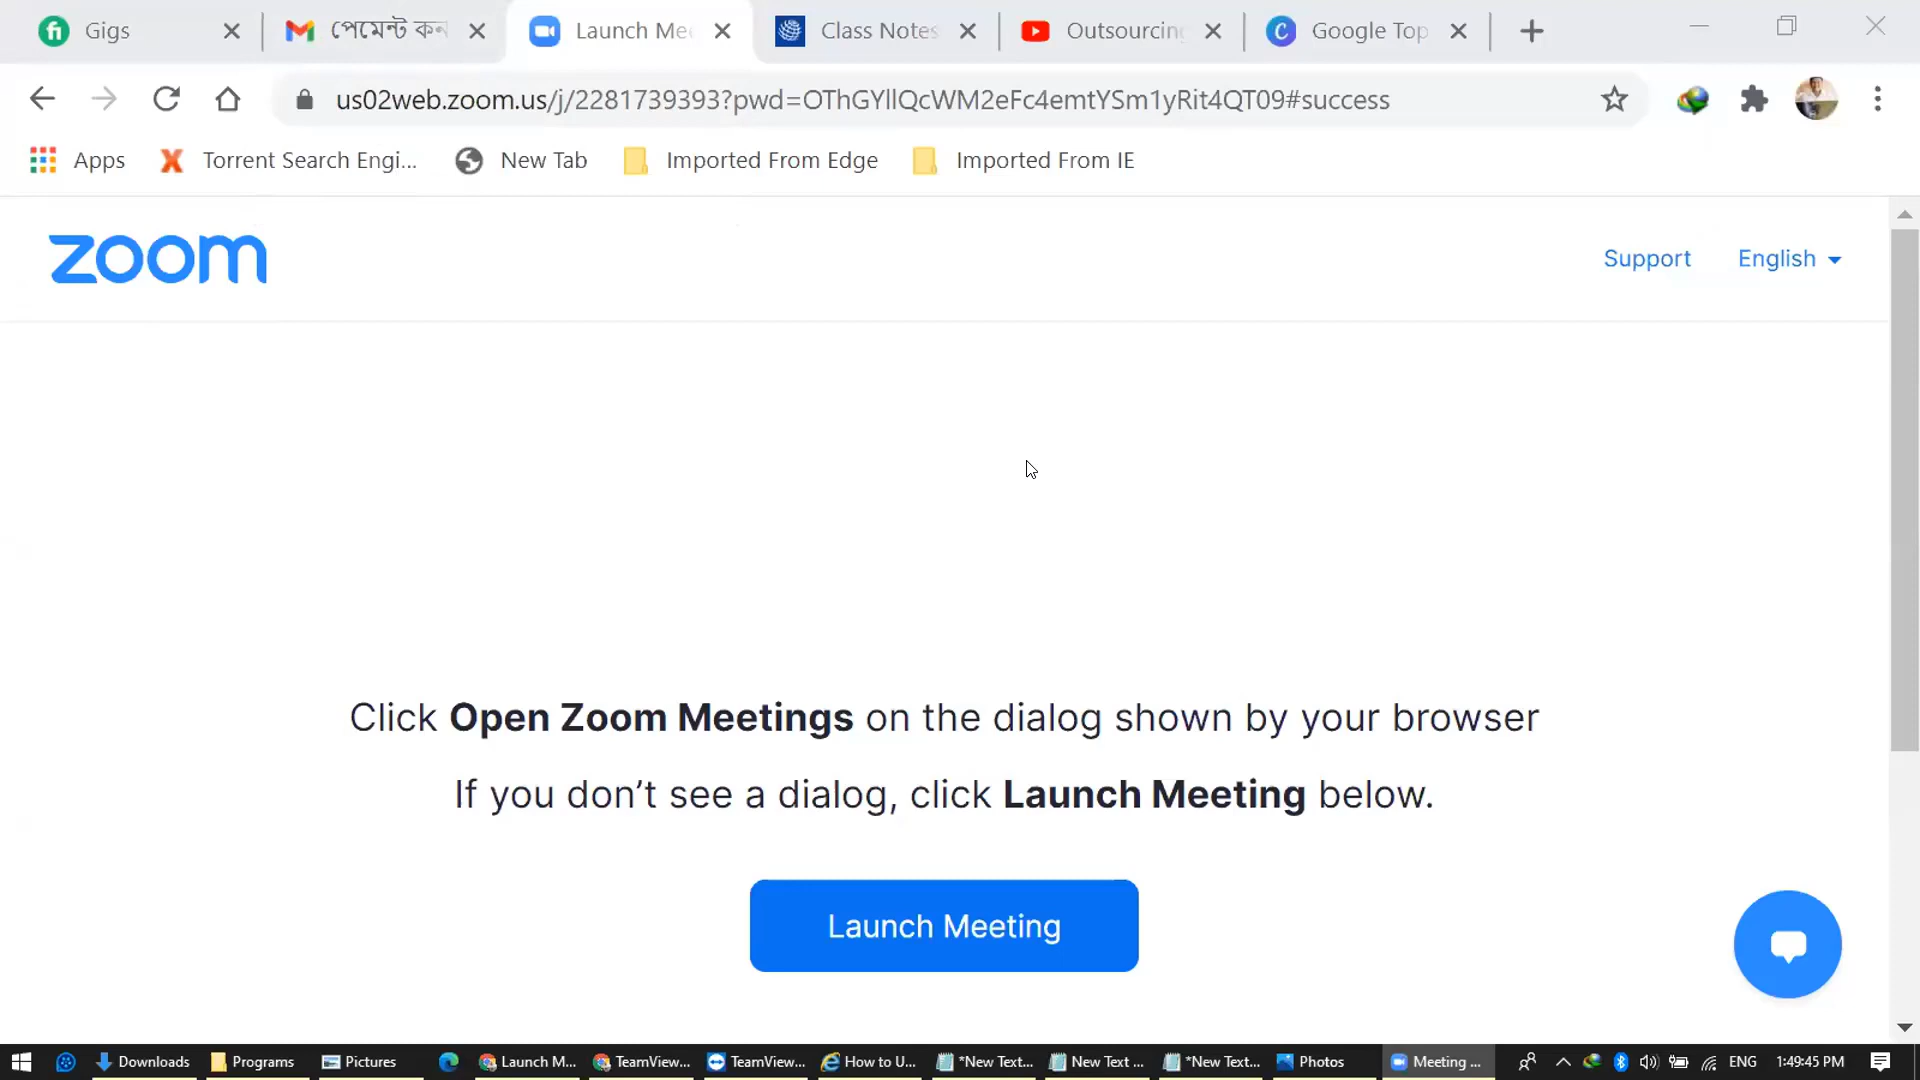 Gigs
পেমেন্ট কন
Launch Mee
Class Notes
Outsourcing
Google Top
us02web.zoom.us/j/2281739393?pwd=OThGYllQcWM2eFc4emtYSm1yRit4QT09#success
Apps
Torrent Search Engi...
New Tab
Imported From Edge
Imported From IE
zoom
Support
English
Click Open Zoom Meetings on the dialog shown by your browser
If you don’t see a dialog, click Launch Meeting below.
Launch Meeting
Downloads
Programs
Pictures
Launch M...
TeamView...
TeamView...
How to U...
*New Text...
New Text ...
*New Text...
Photos
Meeting ...
ENG
1:49:45 PM